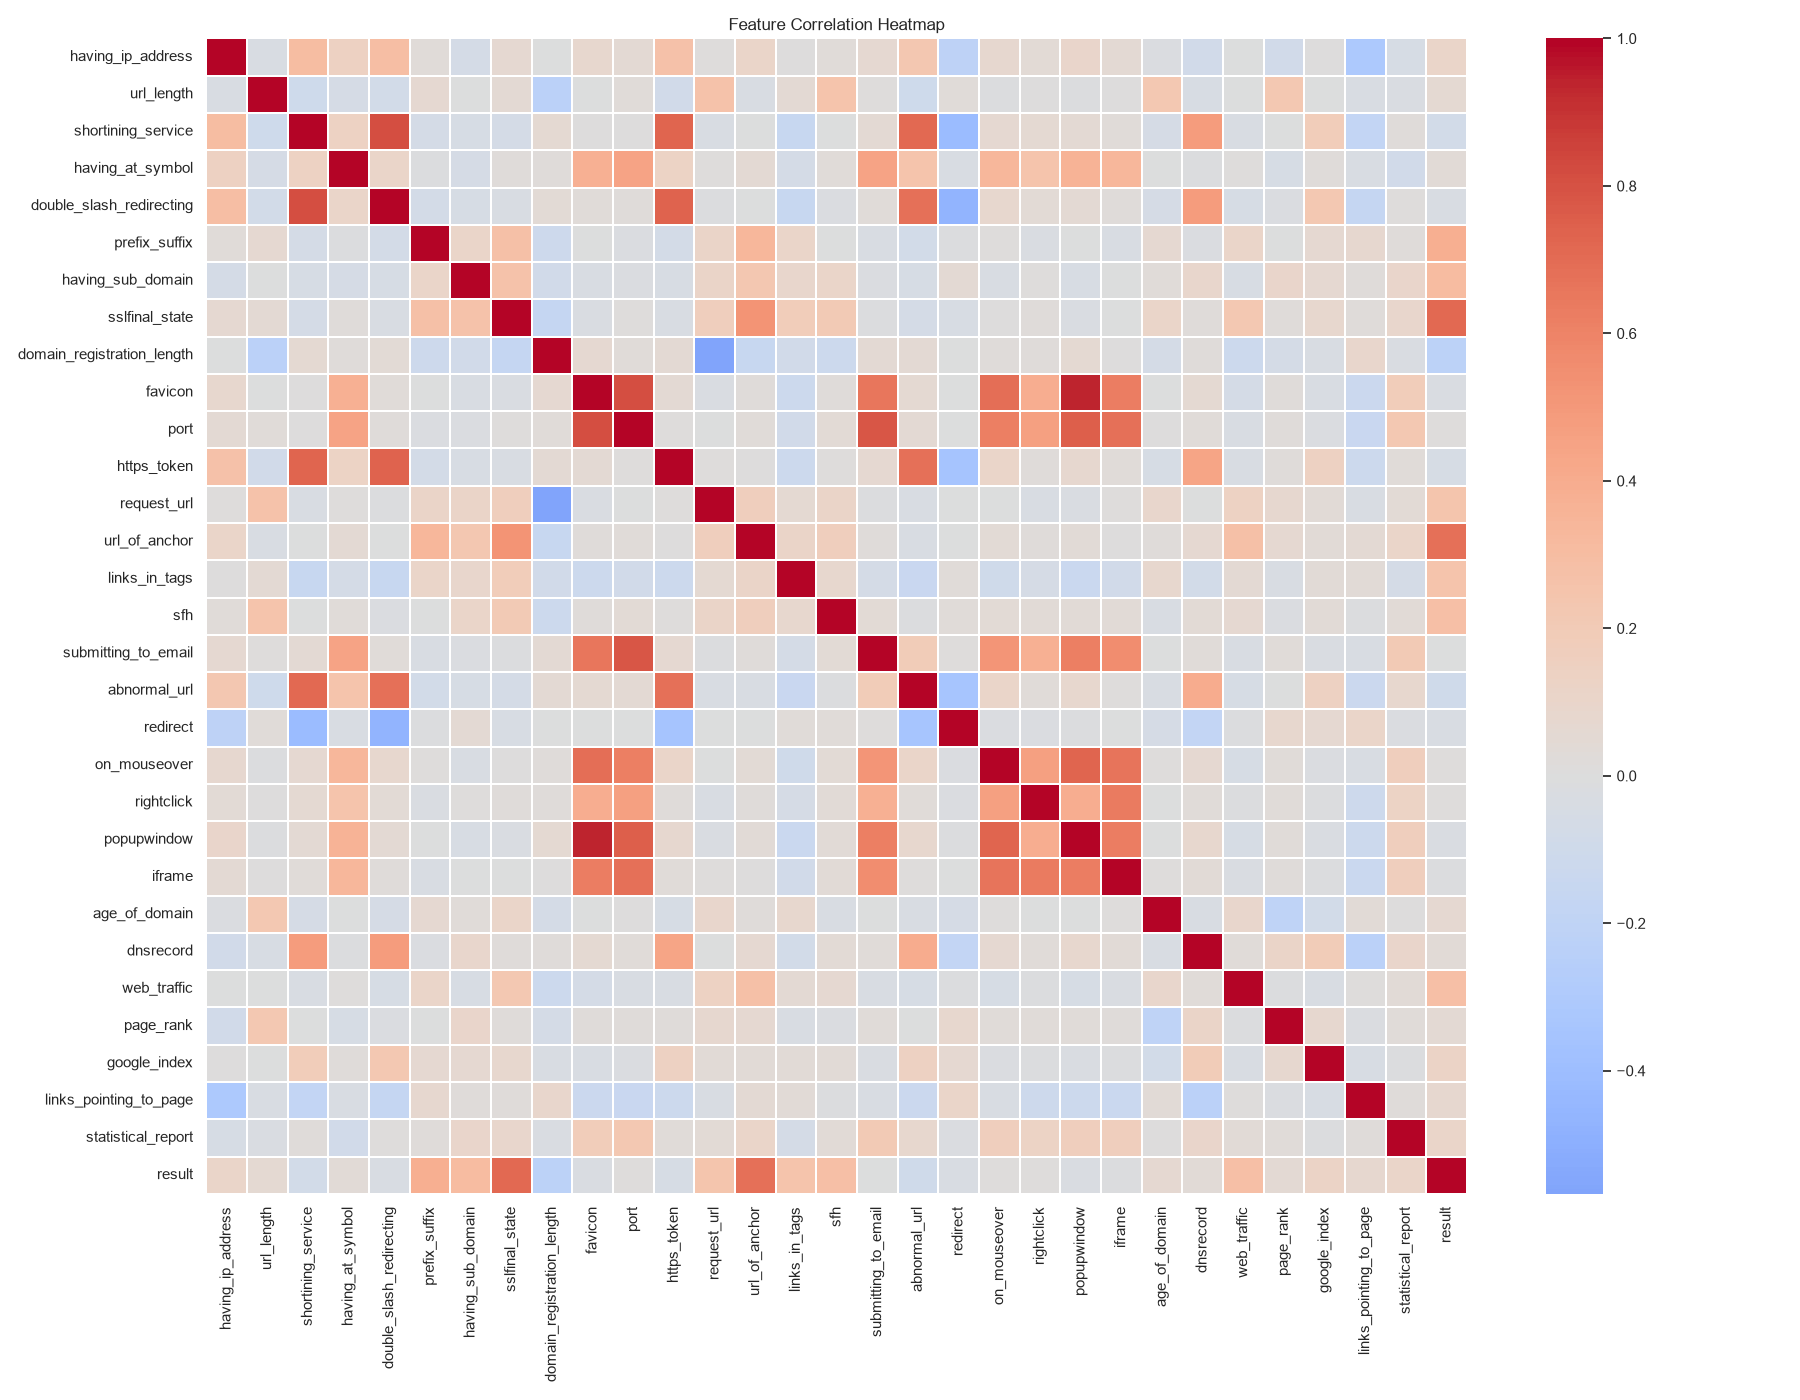 Feature Correlation Heatmap
having_ip_address
url_length
shortining_service
having_at_symbol
double_slash_redirecting
prefix_suffix
having_sub_domain
sslfinal_state
domain_registration_length
favicon
port
https_token
request_url
url_of_anchor
links_in_tags
sfh
submitting_to_email
abnormal_url
redirect
on_mouseover
rightclick
popupwindow
iframe
age_of_domain
dnsrecord
web_traffic
page_rank
google_index
links_pointing_to_page
statistical_report
result
having_ip_address
url_length
shortining_service
having_at_symbol
double_slash_redirecting
prefix_suffix
having_sub_domain
sslfinal_state
domain_registration_length
favicon
port
https_token
request_url
url_of_anchor
links_in_tags
sfh
submitting_to_email
abnormal_url
redirect
on_mouseover
rightclick
popupwindow
iframe
age_of_domain
dnsrecord
web_traffic
page_rank
google_index
links_pointing_to_page
statistical_report
result
1.0
0.8
0.6
0.4
0.2
0.0
−0.2
−0.4